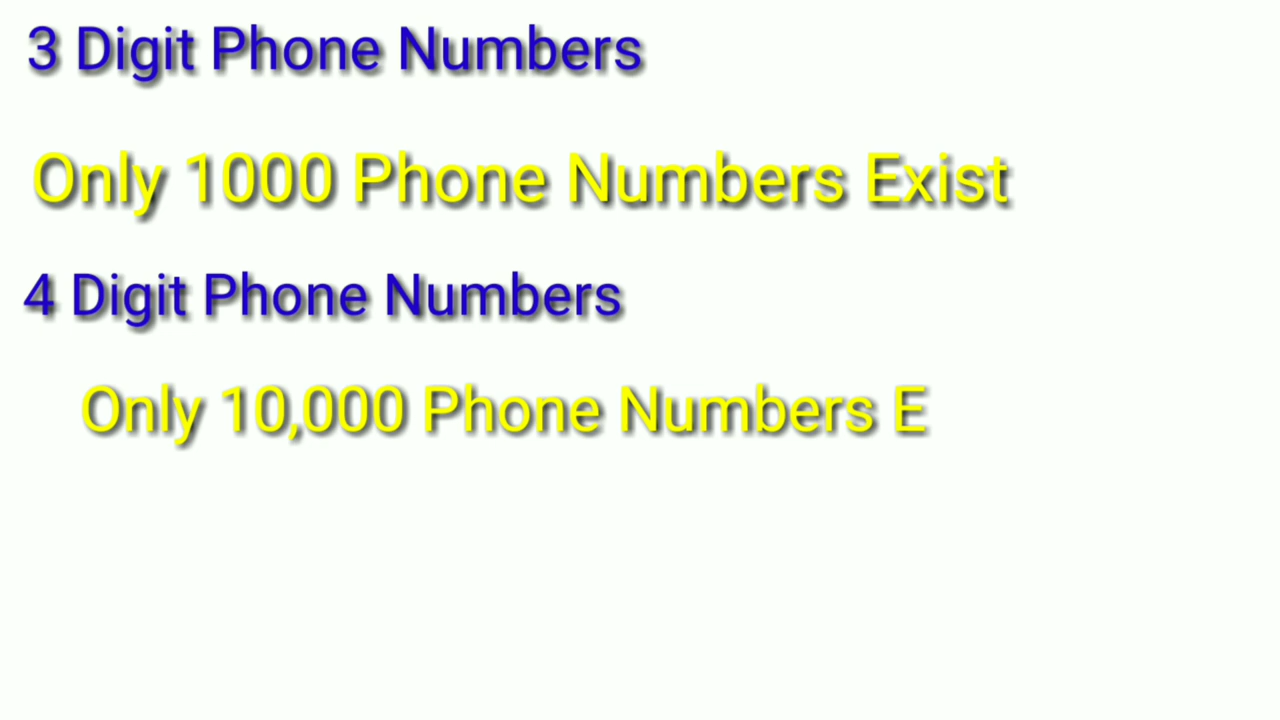 3 Digit Phone Numbers
Only 1000 Phone Numbers Exist
4 Digit Phone Numbers
Only 10,000 Phone Numbers E